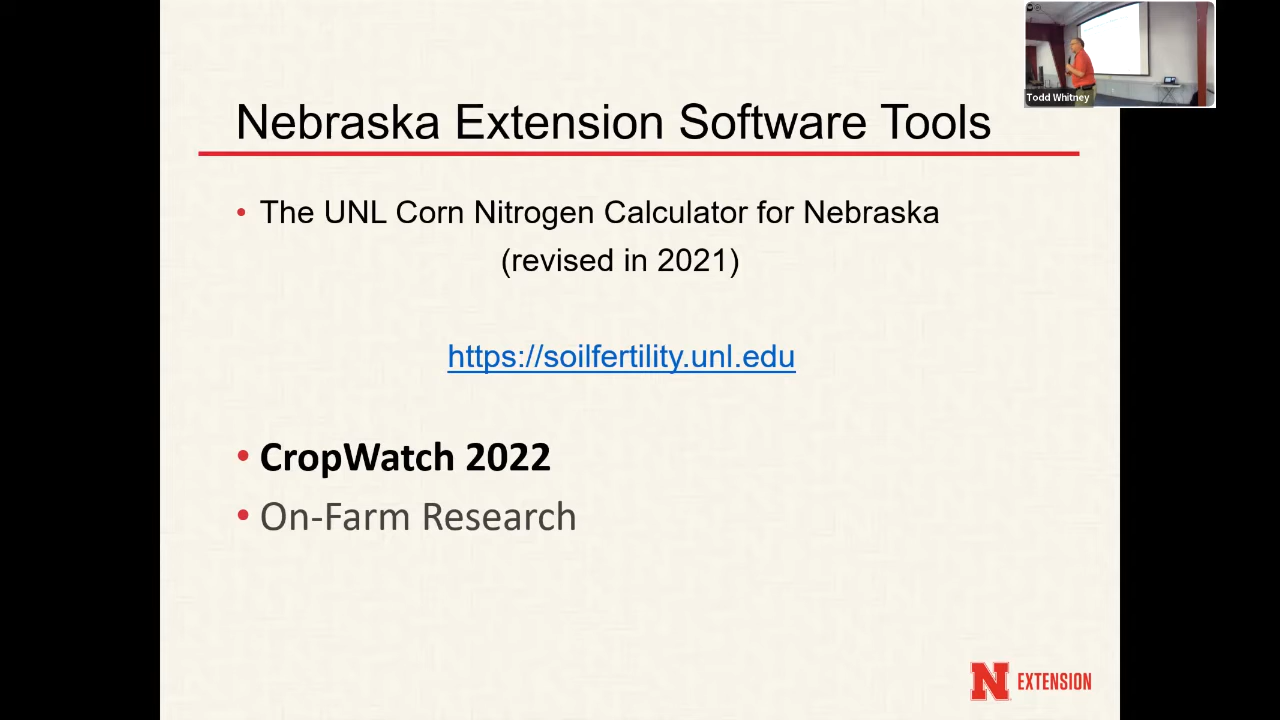 Nebraska Extension Software Tools
Todd Whitney
• The UNL Corn Nitrogen Calculator for Nebraska
(revised in 2021)
https://soilfertility.unl.edu
• CropWatch 2022
• On-Farm Research
N EXTENSION